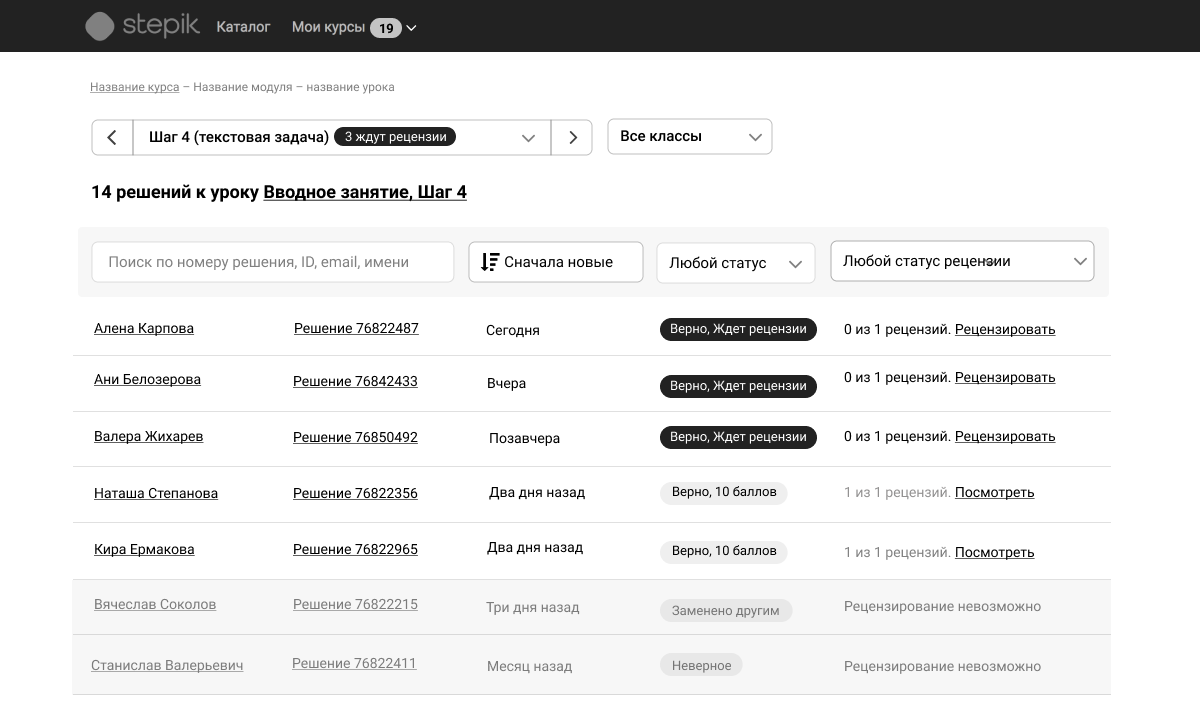 stepik Каталог Мои курсы 19
Название курса – Название модуля – название урока
Шаг 4 (текстовая задача) 3 ждут рецензии Все классы
14 решений к уроку Вводное занятие, Шаг 4
Поиск по номеру решения, ID, email, имени Сначала новые Любой статус Любой статус рецензии
Алена Карпова Решение 76822487 Сегодня Верно, Ждет рецензии 0 из 1 рецензий. Рецензировать
Ани Белозерова Решение 76842433 Вчера Верно, Ждет рецензии 0 из 1 рецензий. Рецензировать
Валера Жихарев Решение 76850492 Позавчера Верно, Ждет рецензии 0 из 1 рецензий. Рецензировать
Наташа Степанова Решение 76822356 Два дня назад Верно, 10 баллов 1 из 1 рецензий. Посмотреть
Кира Ермакова Решение 76822965 Два дня назад Верно, 10 баллов 1 из 1 рецензий. Посмотреть
Вячеслав Соколов Решение 76822215 Три дня назад Заменено другим Рецензирование невозможно
Станислав Валерьевич Решение 76822411 Месяц назад Неверное Рецензирование невозможно